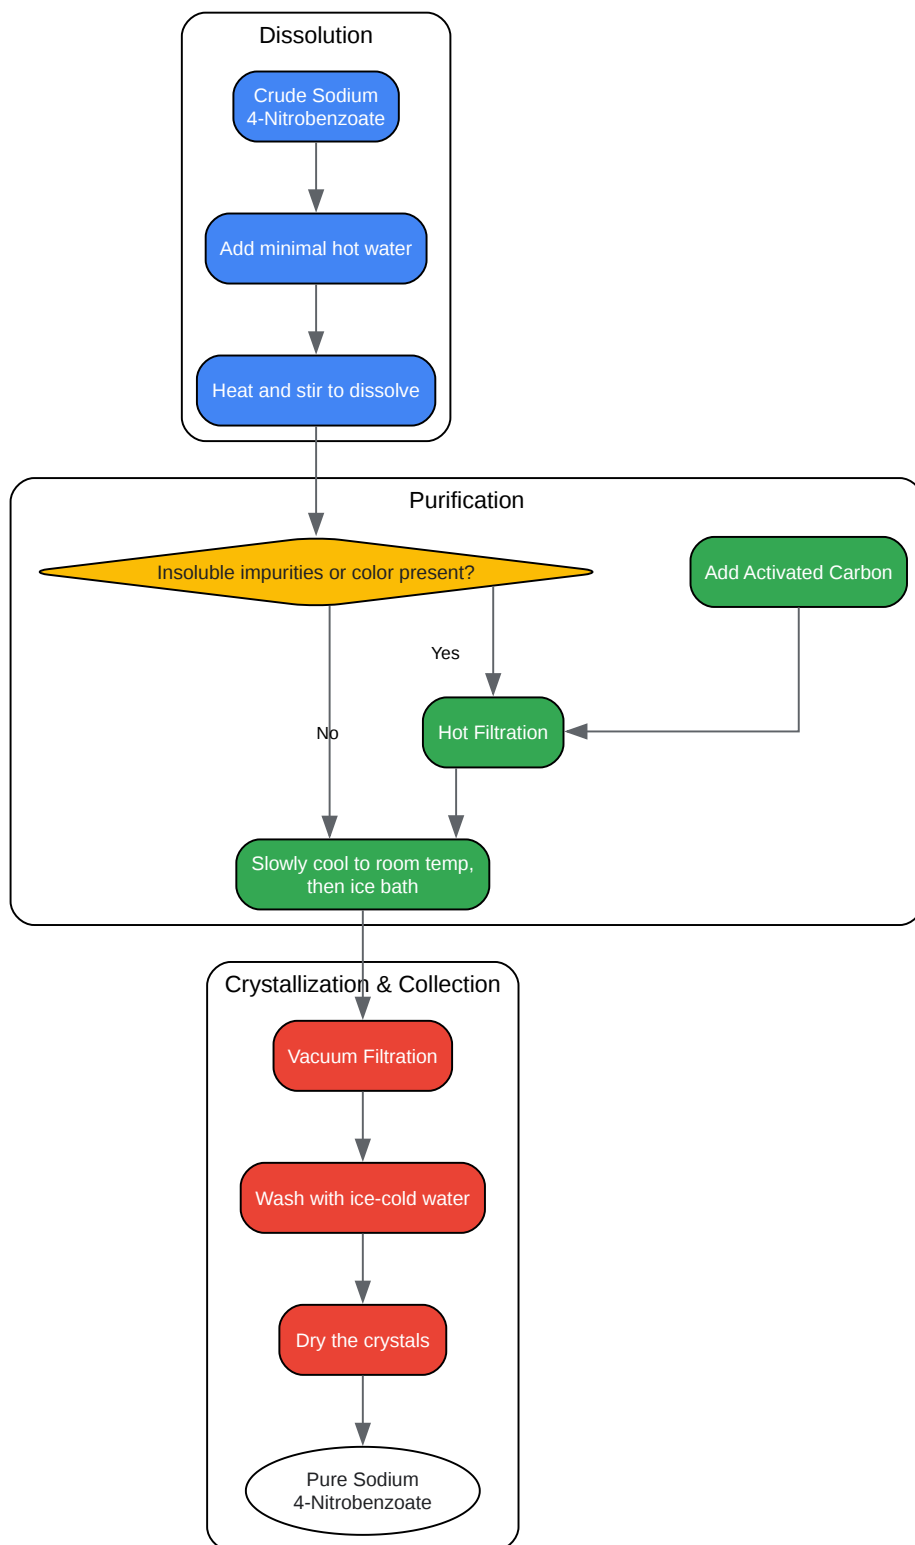 Dissolution
Crude Sodium
4-Nitrobenzoate
Add minimal hot water
Heat and stir to dissolve
Purification
Insoluble impurities or color present?
Add Activated Carbon
Yes
No
Hot Filtration
Slowly cool to room temp,
then ice bath
Crystallization & Collection
Vacuum Filtration
Wash with ice-cold water
Dry the crystals
Pure Sodium
4-Nitrobenzoate